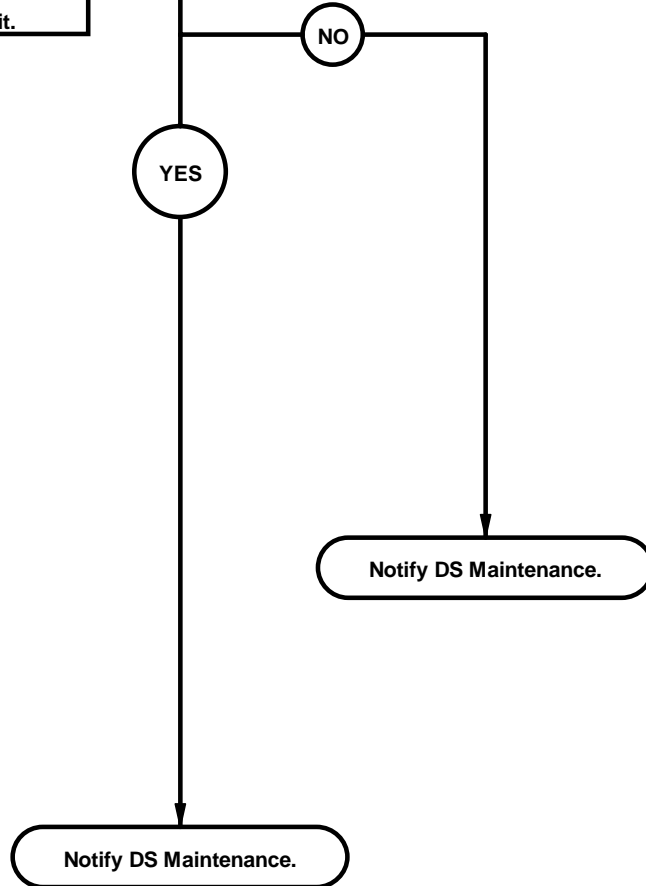 it.
NO
YES
Notify DS Maintenance.
Notify DS Maintenance.